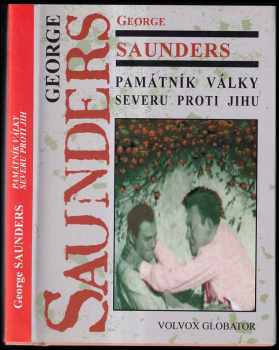 George SAUNDERS
PAMÁTNÍK VÁLKY
SEVERU PROTI JIHU
GEORGE
SAUNDERS
GEORGE
SAUNDERS
PAMÁTNÍK VÁLKY
SEVERU PROTI JIHU
VOLVOX GLOBATOR